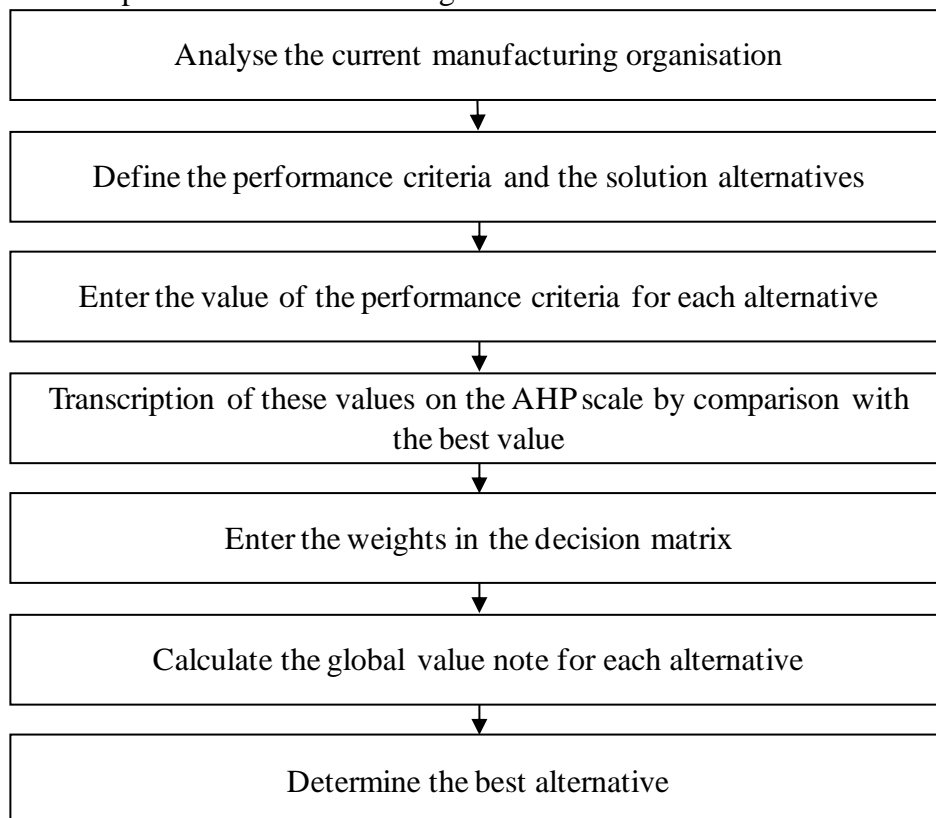 Analyse the current manufacturing organisation
Define the performance criteria and the solution alternatives
Enter the value of the performance criteria for each alternative
Transcription of these values on the AHP scale by comparison with
the best value
Enter the weights in the decision matrix
Calculate the global value note for each alternative
Determine the best alternative